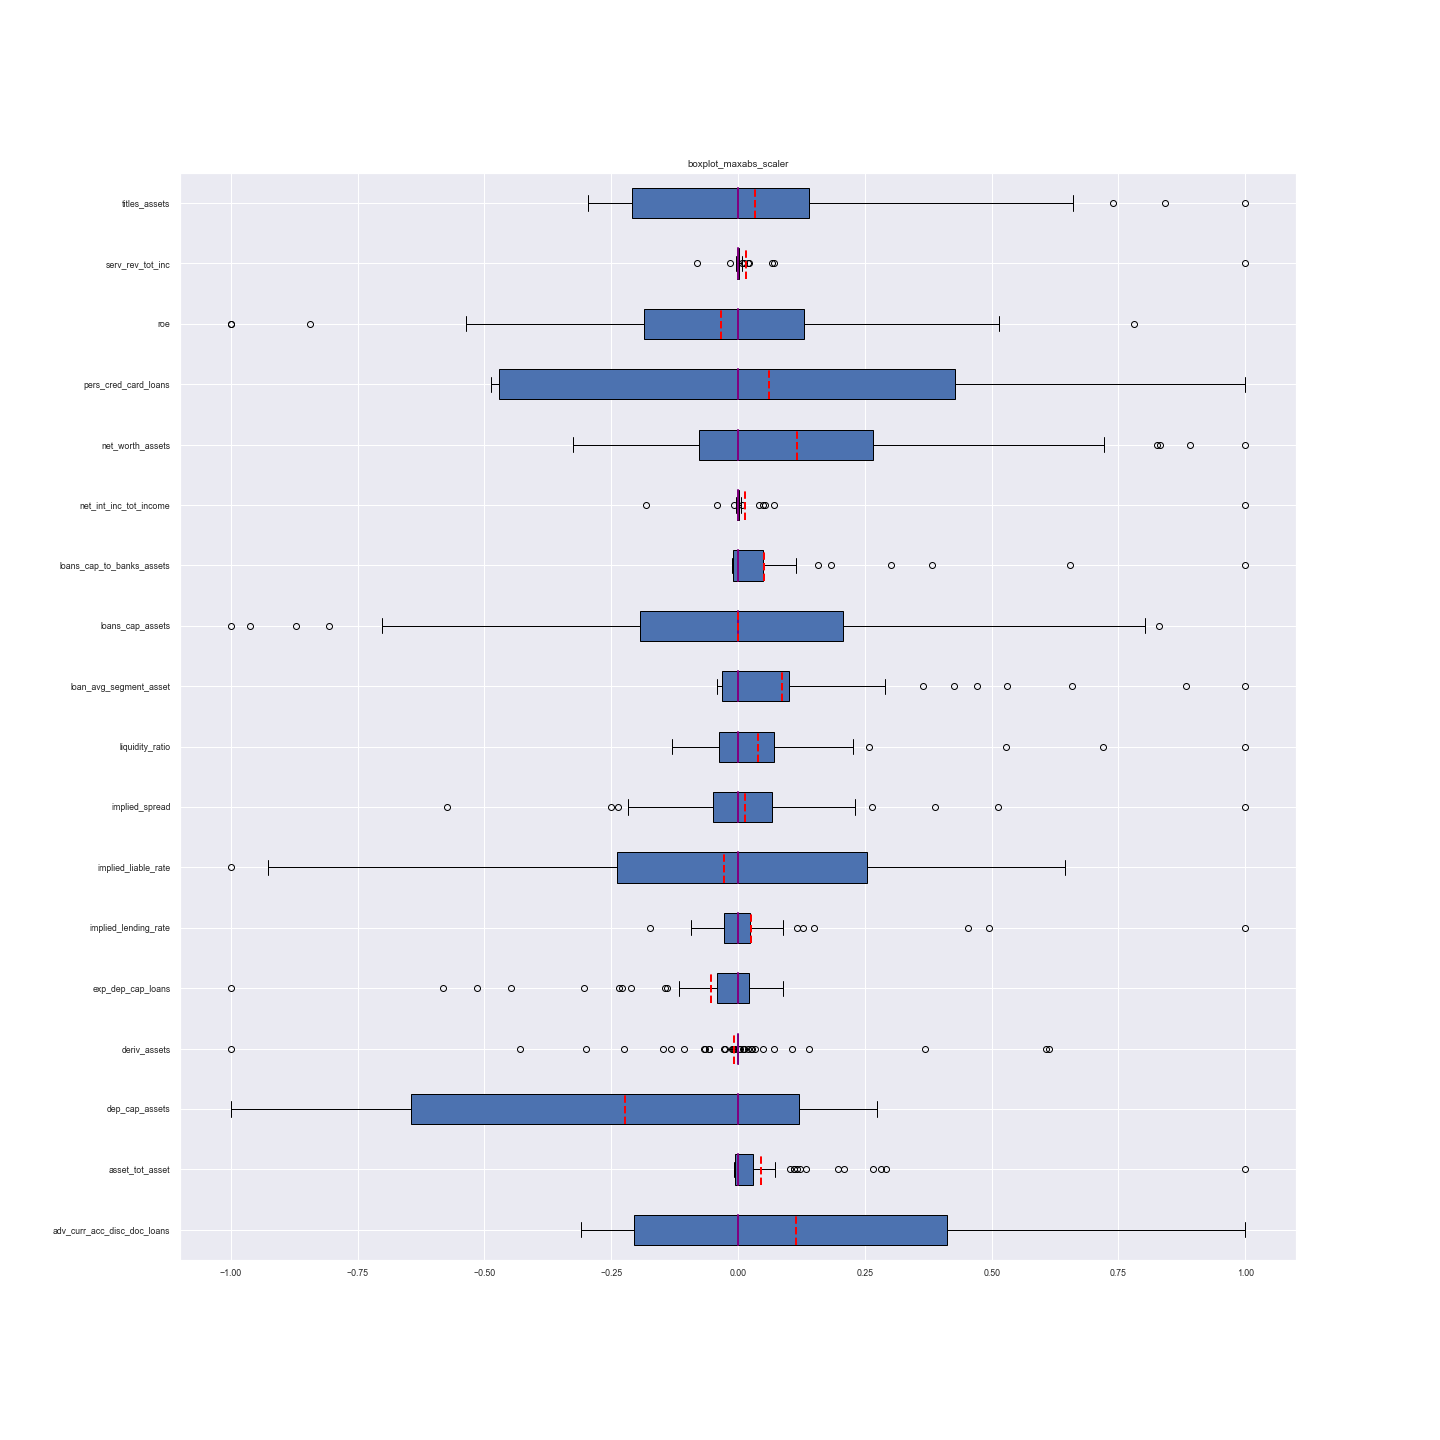 boxplot_maxabs_scaler
titles_assets
serv_rev_tot_inc
roe
pers_cred_card_loans
net_worth_assets
net_int_inc_tot_income
loans_cap_to_banks_assets
loans_cap_assets
loan_avg_segment_asset
liquidity_ratio
implied_spread
implied_liable_rate
implied_lending_rate
exp_dep_cap_loans
deriv_assets
dep_cap_assets
asset_tot_asset
adv_curr_acc_disc_doc_loans
−1.00 −0.75 −0.50 −0.25 0.00 0.25 0.50 0.75 1.00